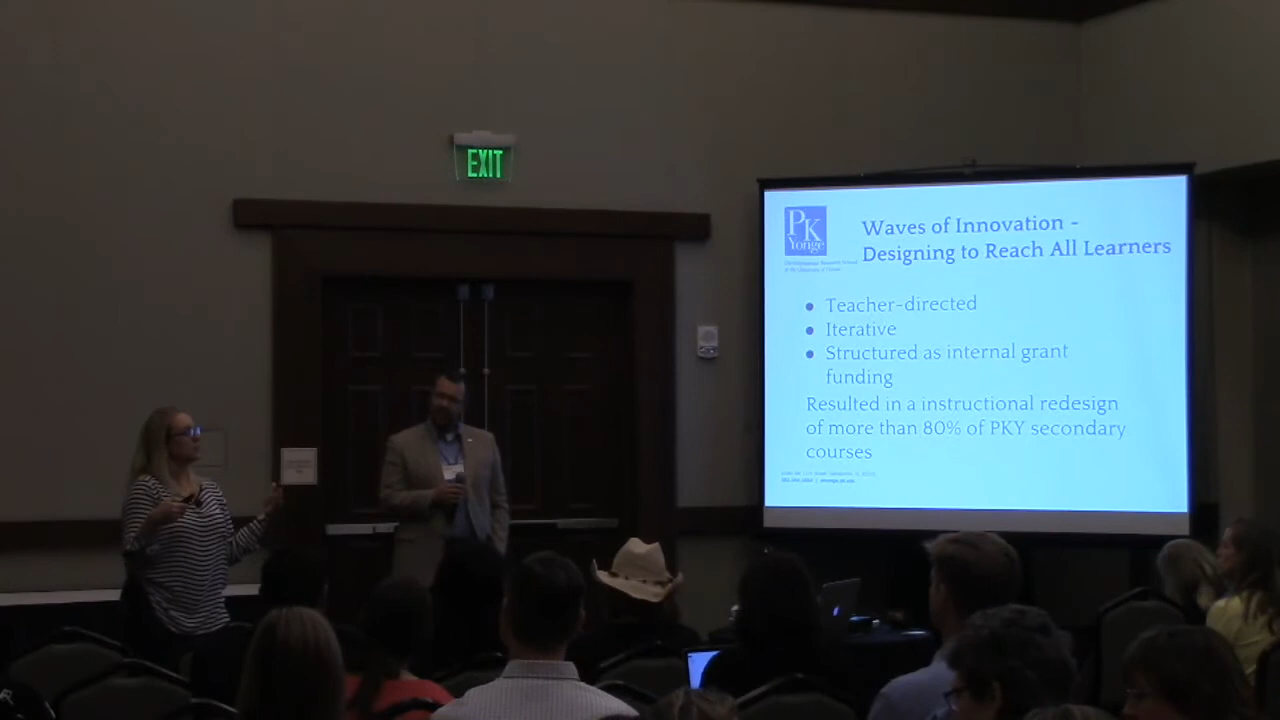 EXIT
PK
Yonge
Waves of Innovation -
Designing to Reach All Learners
● Teacher-directed
● Iterative
● Structured as internal grant
funding
Resulted in a instructional redesign
of more than 80% of PKY secondary
courses